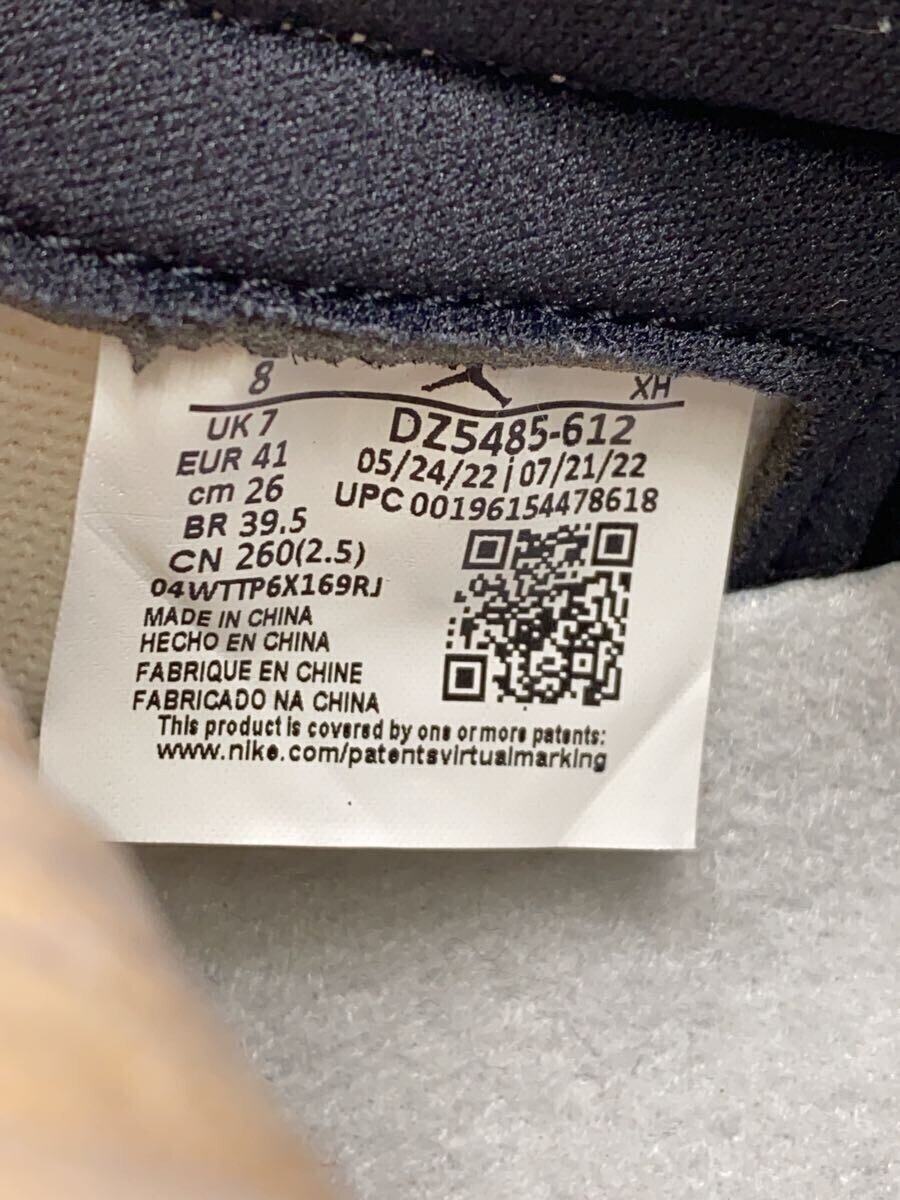 8
XH
UK 7
DZ5485-612
EUR 41
05/24/22 | 07/21/22
cm 26
UPC 00196154478618
BR 39.5
CN 260(2.5)
04WTTP6X169RJ
MADE IN CHINA
HECHO EN CHINA
FABRIQUE EN CHINE
FABRICADO NA CHINA
This product is covered by one or more patents:
www.nike.com/patentsvirtualmarking